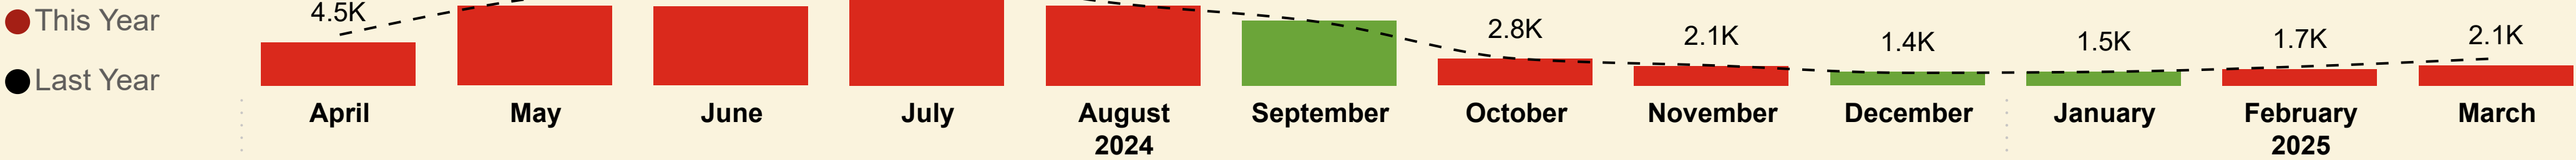 This Year
Last Year
4.5K
2.8K
2.1K
1.4K
1.5K
1.7K
2.1K
April
May
June
July
August
September
October
November
December
January
February
March
2024
2025